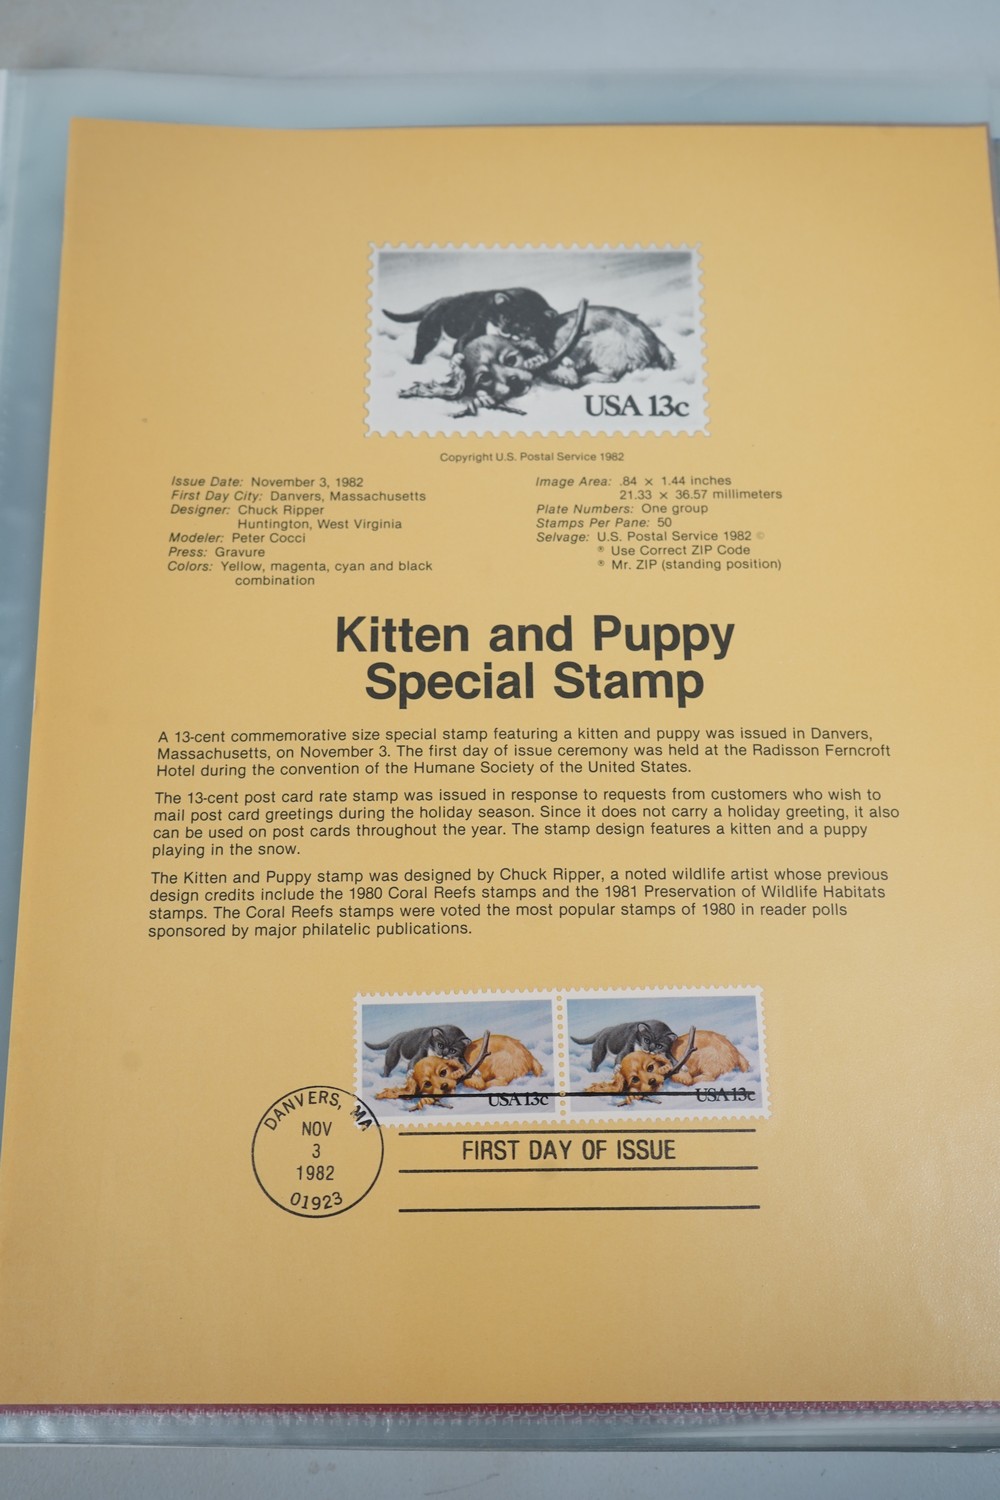 USA 13c
Copyright U.S. Postal Service 1982
Issue Date: November 3, 1982
First Day City: Danvers, Massachusetts
Designer: Chuck Ripper
Huntington, West Virginia
Modeler: Peter Cocci
Press: Gravure
Colors: Yellow, magenta, cyan and black
combination
Image Area: .84 × 1.44 inches
21.33 × 36.57 millimeters
Plate Numbers: One group
Stamps Per Pane: 50
Selvage: U.S. Postal Service 1982 ©
® Use Correct ZIP Code
® Mr. ZIP (standing position)
Kitten and Puppy
Special Stamp
A 13-cent commemorative size special stamp featuring a kitten and puppy was issued in Danvers,
Massachusetts, on November 3. The first day of issue ceremony was held at the Radisson Ferncroft
Hotel during the convention of the Humane Society of the United States.
The 13-cent post card rate stamp was issued in response to requests from customers who wish to
mail post card greetings during the holiday season. Since it does not carry a holiday greeting, it also
can be used on post cards throughout the year. The stamp design features a kitten and a puppy
playing in the snow.
The Kitten and Puppy stamp was designed by Chuck Ripper, a noted wildlife artist whose previous
design credits include the 1980 Coral Reefs stamps and the 1981 Preservation of Wildlife Habitats
stamps. The Coral Reefs stamps were voted the most popular stamps of 1980 in reader polls
sponsored by major philatelic publications.
USA 13c
USA 13c
DANVERS, MA
NOV
3
1982
01923
FIRST DAY OF ISSUE